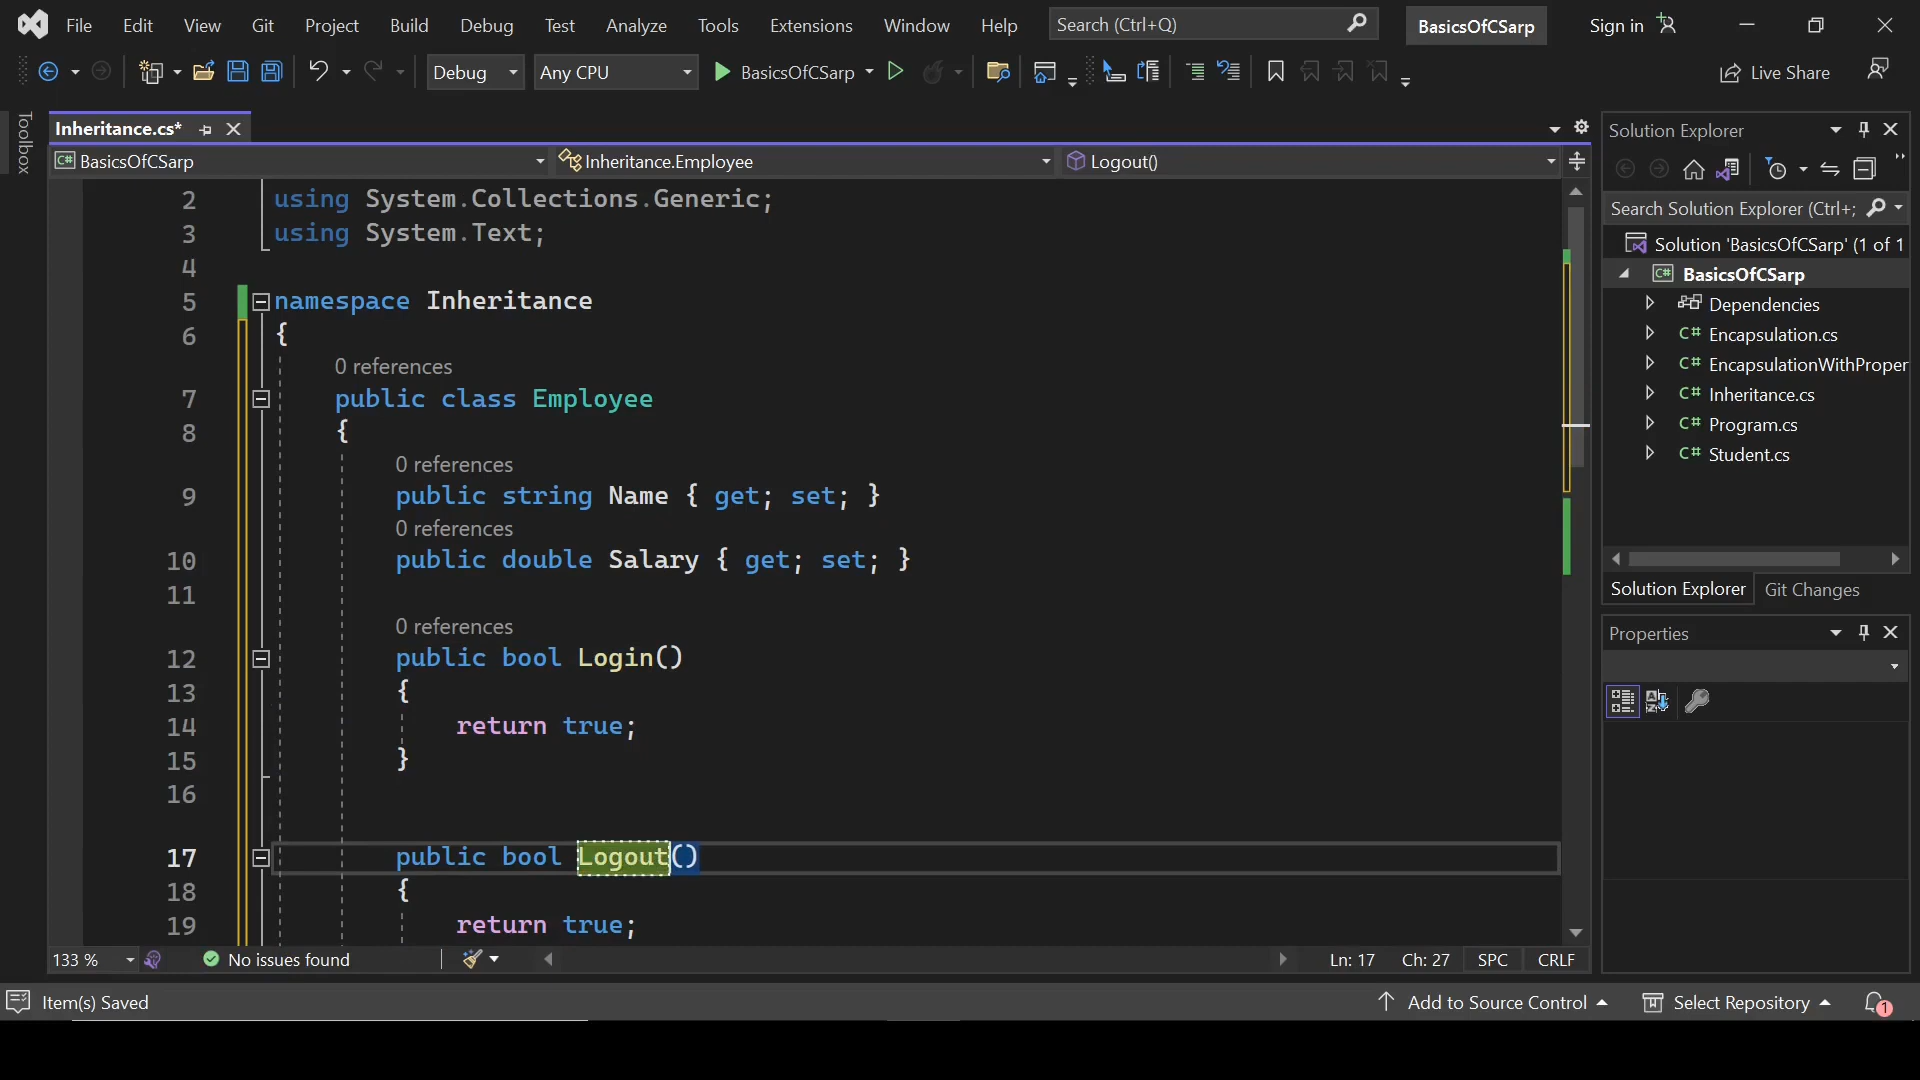 File Edit View Git Project Build Debug Test Analyze Tools Extensions Window Help Search (Ctrl+Q) BasicsOfCSarp Sign in
Debug Any CPU BasicsOfCSarp Live Share
Toolbox
Inheritance.cs*
BasicsOfCSarp Inheritance.Employee Logout()
2 using System.Collections.Generic;
3 using System.Text;
4
5 namespace Inheritance
6 {
0 references
7 public class Employee
8 {
0 references
9 public string Name { get; set; }
0 references
10 public double Salary { get; set; }
11
0 references
12 public bool Login()
13 {
14 return true;
15 }
16
17 public bool Logout()
18 {
19 return true;
133 % No issues found Ln: 17 Ch: 27 SPC CRLF
Solution Explorer
Search Solution Explorer (Ctrl+;
Solution 'BasicsOfCSarp' (1 of 1
C# BasicsOfCSarp
Dependencies
C# Encapsulation.cs
C# EncapsulationWithProper
C# Inheritance.cs
C# Program.cs
C# Student.cs
Solution Explorer Git Changes
Properties
Item(s) Saved Add to Source Control Select Repository 1